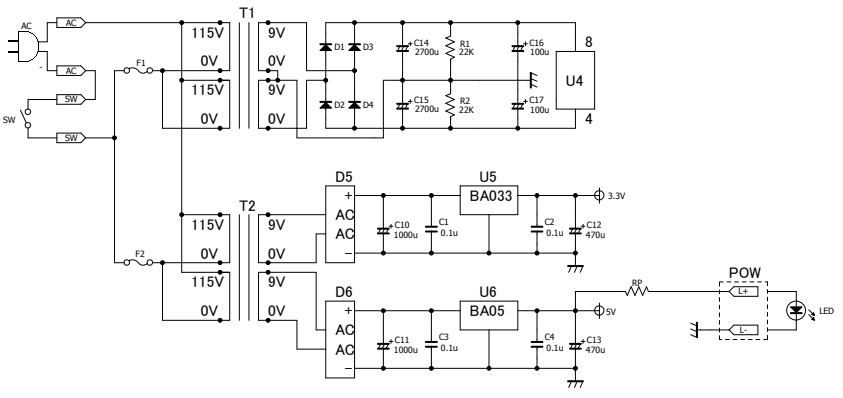 AC
AC
-
AC
SW
SW
SW
F1
F2
T1
115V
0V
115V
0V
9V
0V
9V
0V
D1
D3
D2
D4
C14
2700u
C15
2700u
R1
22K
R2
22K
C16
100u
C17
100u
8
U4
4
T2
115V
0V
115V
0V
9V
0V
9V
0V
D5
+
AC
AC
-
C10
1000u
C1
0.1u
U5
BA033
C2
0.1u
C12
470u
3.3V
D6
+
AC
AC
-
C11
1000u
C3
0.1u
U6
BA05
C4
0.1u
C13
470u
5V
RP
POW
L+
L-
LED